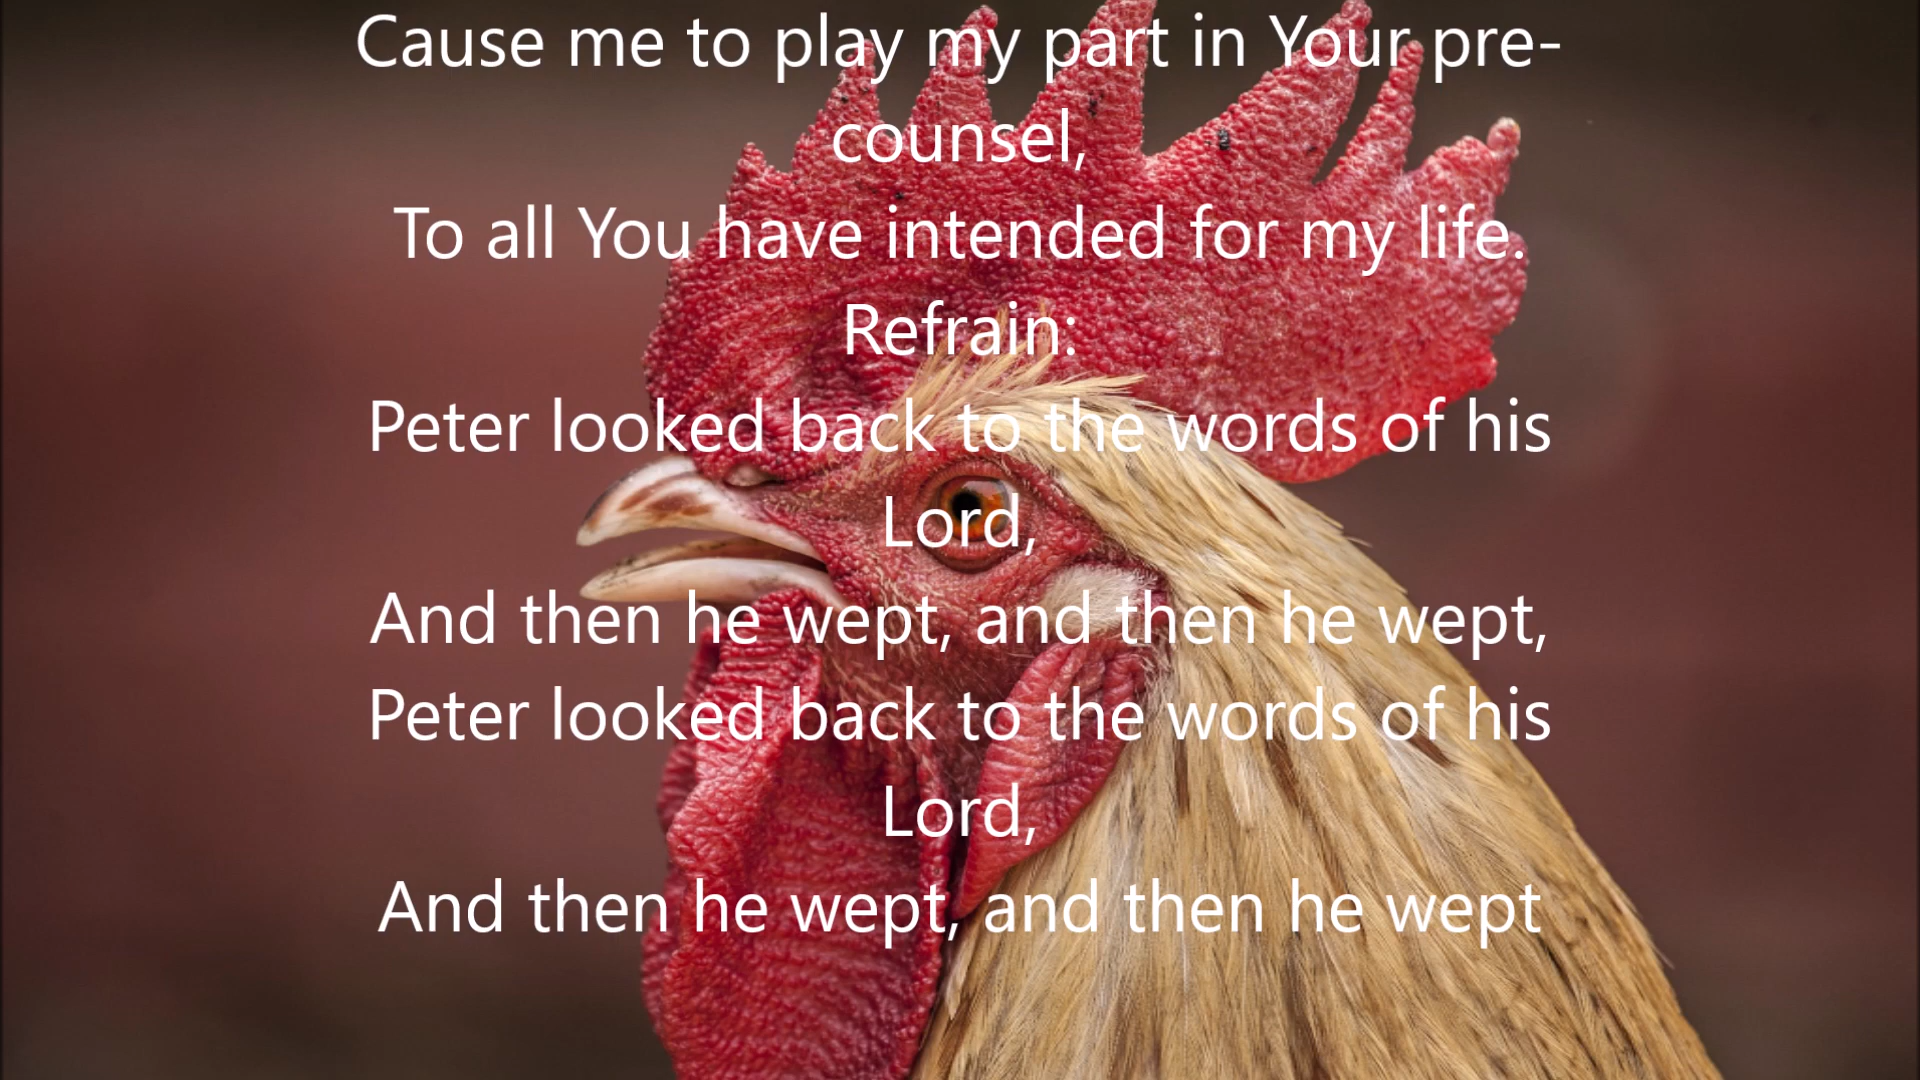 Cause me to play my part in Your pre-
counsel,
To all You have intended for my life.
Refrain:
Peter looked back to the words of his
Lord,
And then he wept, and then he wept,
Peter looked back to the words of his
Lord,
And then he wept, and then he wept